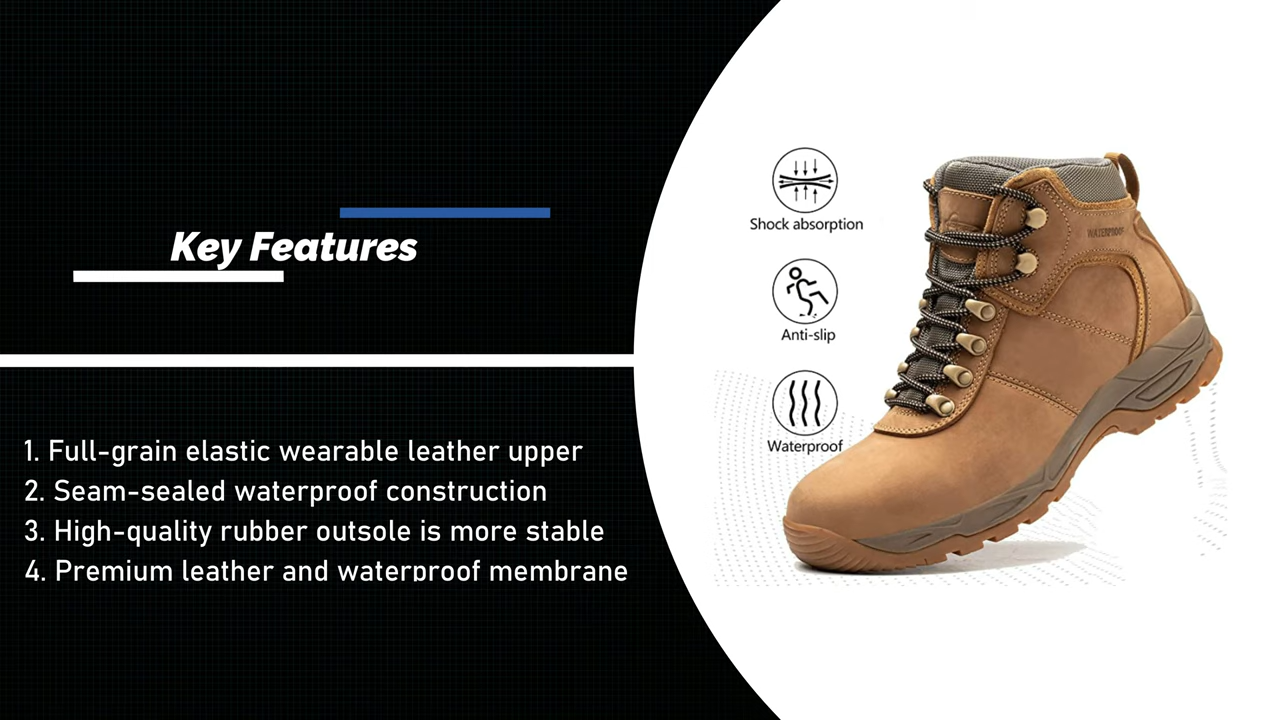 Key Features
1. Full-grain elastic wearable leather upper
2. Seam-sealed waterproof construction
3. High-quality rubber outsole is more stable
4. Premium leather and waterproof membrane
Shock absorption
Anti-slip
Waterproof
WATERPROOF